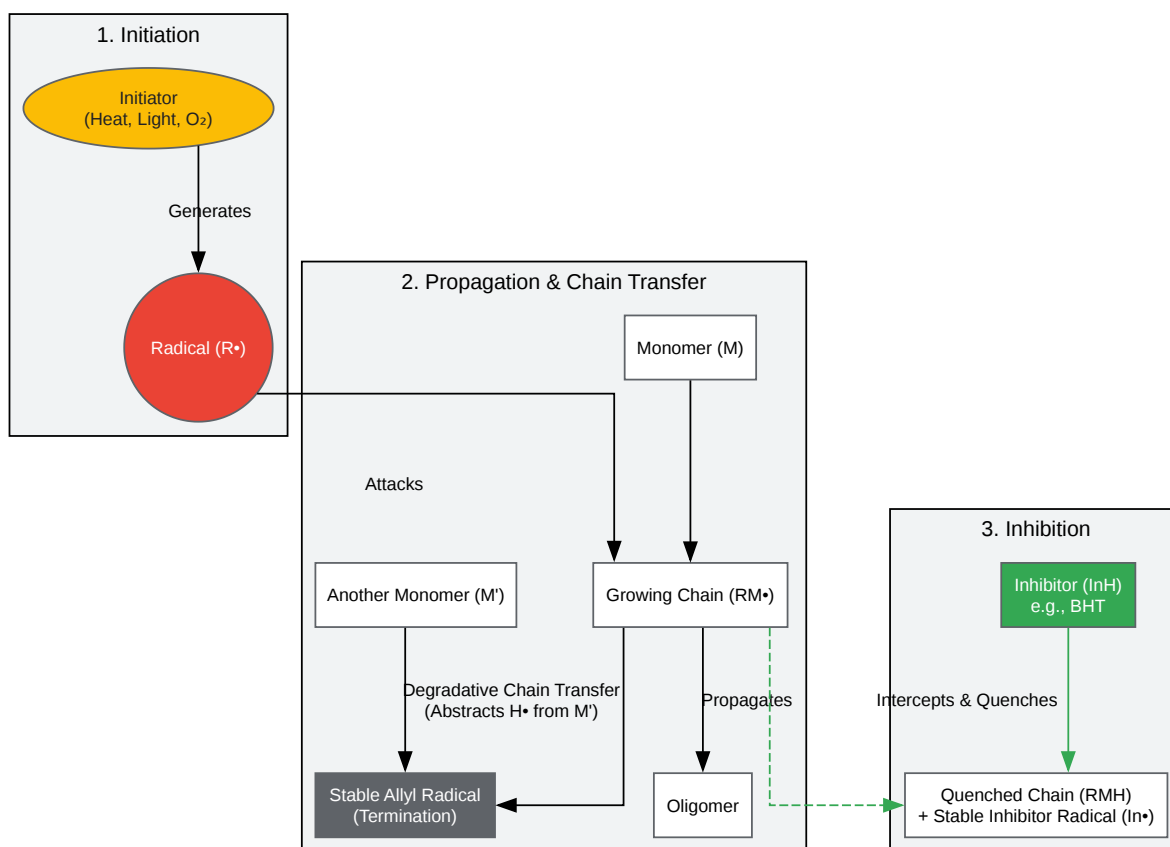 1. Initiation
Initiator
(Heat, Light, O₂)
Generates
Radical (R•)
2. Propagation & Chain Transfer
Monomer (M)
Attacks
Another Monomer (M')
Growing Chain (RM•)
Degradative Chain Transfer
(Abstracts H• from M')
Propagates
Stable Allyl Radical
(Termination)
Oligomer
3. Inhibition
Inhibitor (InH)
e.g., BHT
Intercepts & Quenches
Quenched Chain (RMH)
+ Stable Inhibitor Radical (In•)